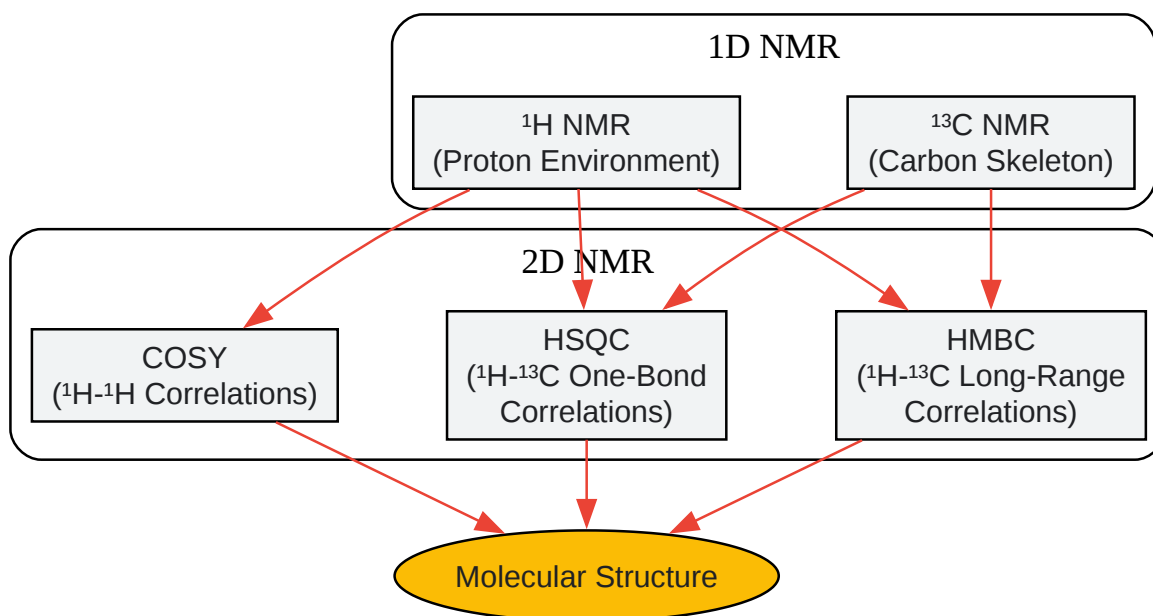 1D NMR
¹H NMR
(Proton Environment)
¹³C NMR
(Carbon Skeleton)
2D NMR
COSY
(¹H-¹H Correlations)
HSQC
(¹H-¹³C One-Bond
Correlations)
HMBC
(¹H-¹³C Long-Range
Correlations)
Molecular Structure